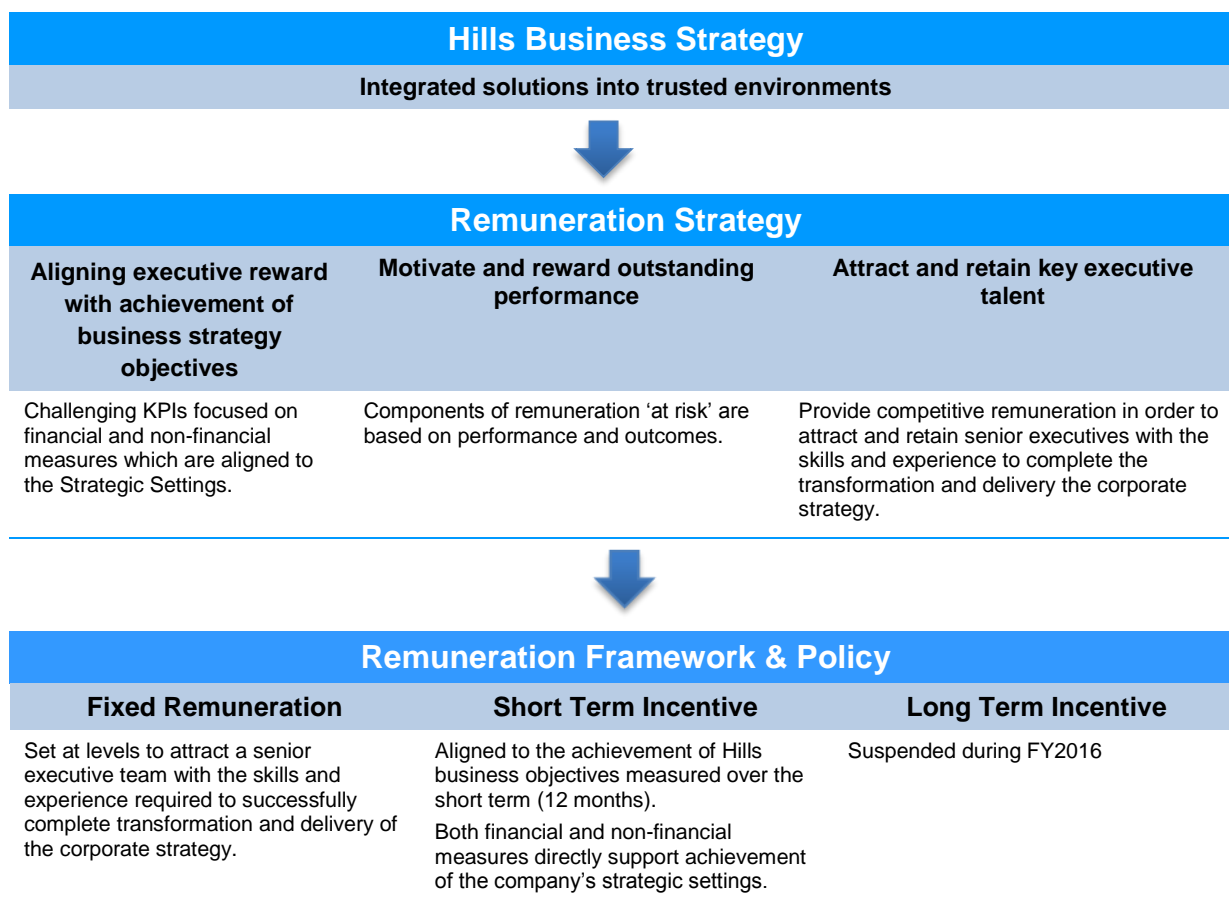 Hills Business Strategy
Integrated solutions into trusted environments
Remuneration Strategy
Aligning executive reward
with achievement of
business strategy
objectives
Motivate and reward outstanding
performance
Attract and retain key executive
talent
Challenging KPIs focused on
financial and non-financial
measures which are aligned to
the Strategic Settings.
Components of remuneration ‘at risk’ are
based on performance and outcomes.
Provide competitive remuneration in order to
attract and retain senior executives with the
skills and experience to complete the
transformation and delivery the corporate
strategy.
Remuneration Framework & Policy
Fixed Remuneration
Short Term Incentive
Long Term Incentive
Set at levels to attract a senior
executive team with the skills and
experience required to successfully
complete transformation and delivery of
the corporate strategy.
Aligned to the achievement of Hills
business objectives measured over the
short term (12 months).
Both financial and non-financial
measures directly support achievement
of the company’s strategic settings.
Suspended during FY2016